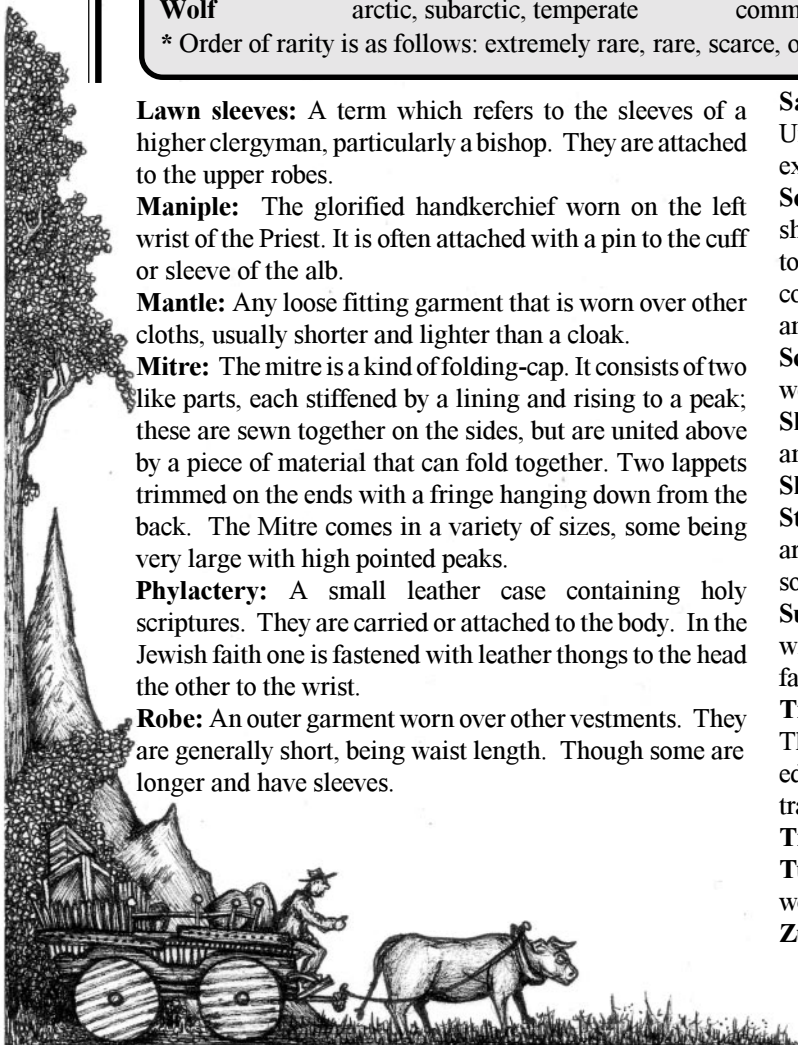 Wolf arctic, subarctic, temperate
* Order of rarity is as follows: extremely rare, rare, scarce,
Lawn sleeves: A term which refers to the sleeves of a
higher clergyman, particularly a bishop. They are attached
to the upper robes.
Maniple: The glorified handkerchief worn on the left
wrist of the Priest. It is often attached with a pin to the cuff
or sleeve of the alb.
Mantle: Any loose fitting garment that is worn over other
cloths, usually shorter and lighter than a cloak.
Mitre: The mitre is a kind of folding-cap. It consists of two
like parts, each stiffened by a lining and rising to a peak;
these are sewn together on the sides, but are united above
by a piece of material that can fold together. Two lappets
trimmed on the ends with a fringe hanging down from the
back. The Mitre comes in a variety of sizes, some being
very large with high pointed peaks.
Phylactery: A small leather case containing holy
scriptures. They are carried or attached to the body. In the
Jewish faith one is fastened with leather thongs to the head
the other to the wrist.
Robe: An outer garment worn over other vestments. They
are generally short, being waist length. Though some are
longer and have sleeves.